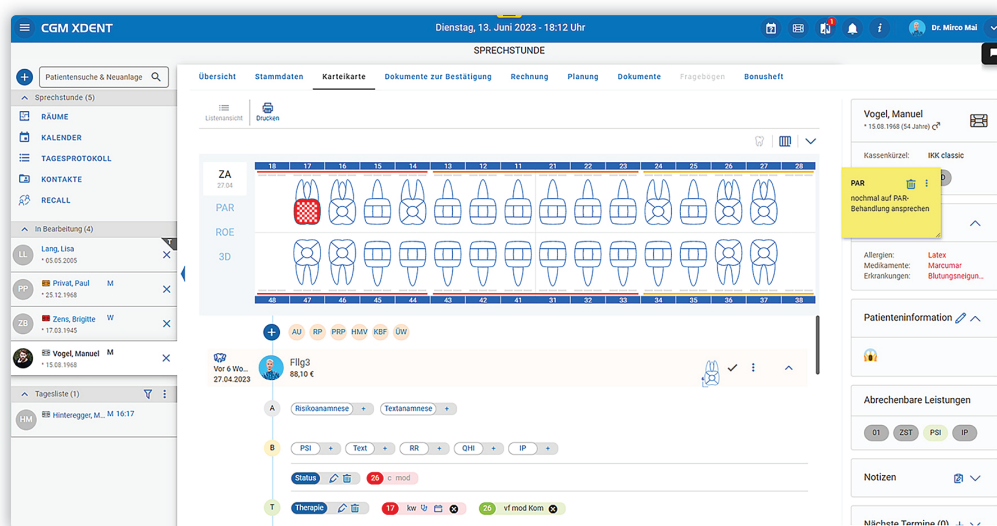 CGM XDENT
Dienstag, 13. Juni 2023 - 18:12 Uhr
1
Dr. Mirco Mai
SPRECHSTUNDE
Patientensuche & Neuanlage
Sprechstunde (5)
RÄUME
KALENDER
TAGESPROTOKOLL
KONTAKTE
RECALL
In Bearbeitung (4)
LL Lang, Lisa
* 05.05.2005
PP Privat, Paul M
* 25.12.1968
ZB Zens, Brigitte W
* 17.03.1945
Vogel, Manuel M
* 15.08.1968
Tagesliste (1)
HM Hinteregger, M... M 16:17
Übersicht Stammdaten Karteikarte Dokumente zur Bestätigung Rechnung Planung Dokumente Fragebögen Bonusheft
Listenansicht Drucken
ZA
27.04
PAR
ROE
3D
18 17 16 15 14 13 12 11 21 22 23 24 25 26 27 28
48 47 46 45 44 43 42 41 31 32 33 34 35 36 37 38
AU RP PRP HMV KBF ÜW
Vor 6 Wo...
27.04.2023
Fllg3
88,10 €
A Risikoanamnese + Textanamnese +
B PSI + Text + RR + QHI + IP +
Status 26 c mod
T Therapie 17 kw 26 vf mod Kom
Vogel, Manuel
* 15.08.1968 (54 Jahre)
Kassenkürzel: IKK classic
PAR
nochmal auf PAR-
Behandlung ansprechen
Allergien: Latex
Medikamente: Marcumar
Erkrankungen: Blutungsneigun...
Patienteninformation
Abrechenbare Leistungen
01 ZST PSI IP
Notizen
Nächste Termine (0)